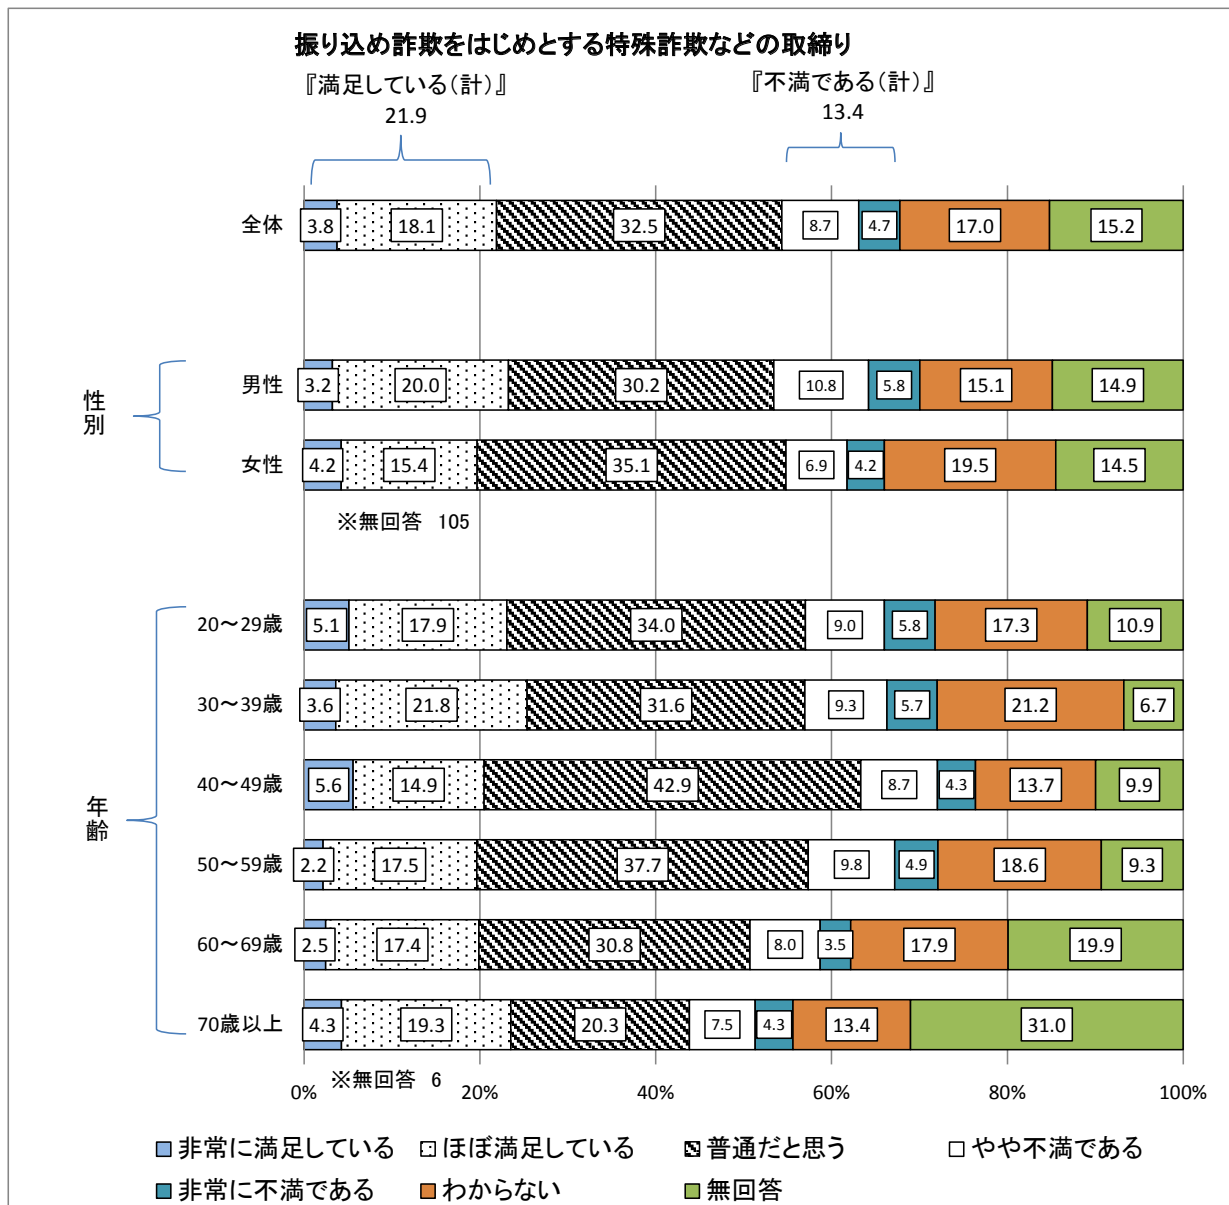 振り込め詐欺をはじめとする特殊詐欺などの取締り
『満足している(計)』 『不満である(計)』
21.9 13.4
全体 3.8 18.1 32.5 8.7 4.7 17.0 15.2
性別
男性 3.2 20.0 30.2 10.8 5.8 15.1 14.9
女性 4.2 15.4 35.1 6.9 4.2 19.5 14.5
※無回答 105
年齢
20～29歳 5.1 17.9 34.0 9.0 5.8 17.3 10.9
30～39歳 3.6 21.8 31.6 9.3 5.7 21.2 6.7
40～49歳 5.6 14.9 42.9 8.7 4.3 13.7 9.9
50～59歳 2.2 17.5 37.7 9.8 4.9 18.6 9.3
60～69歳 2.5 17.4 30.8 8.0 3.5 17.9 19.9
70歳以上 4.3 19.3 20.3 7.5 4.3 13.4 31.0
※無回答 6
0% 20% 40% 60% 80% 100%
非常に満足している ほぼ満足している 普通だと思う やや不満である
非常に不満である わからない 無回答